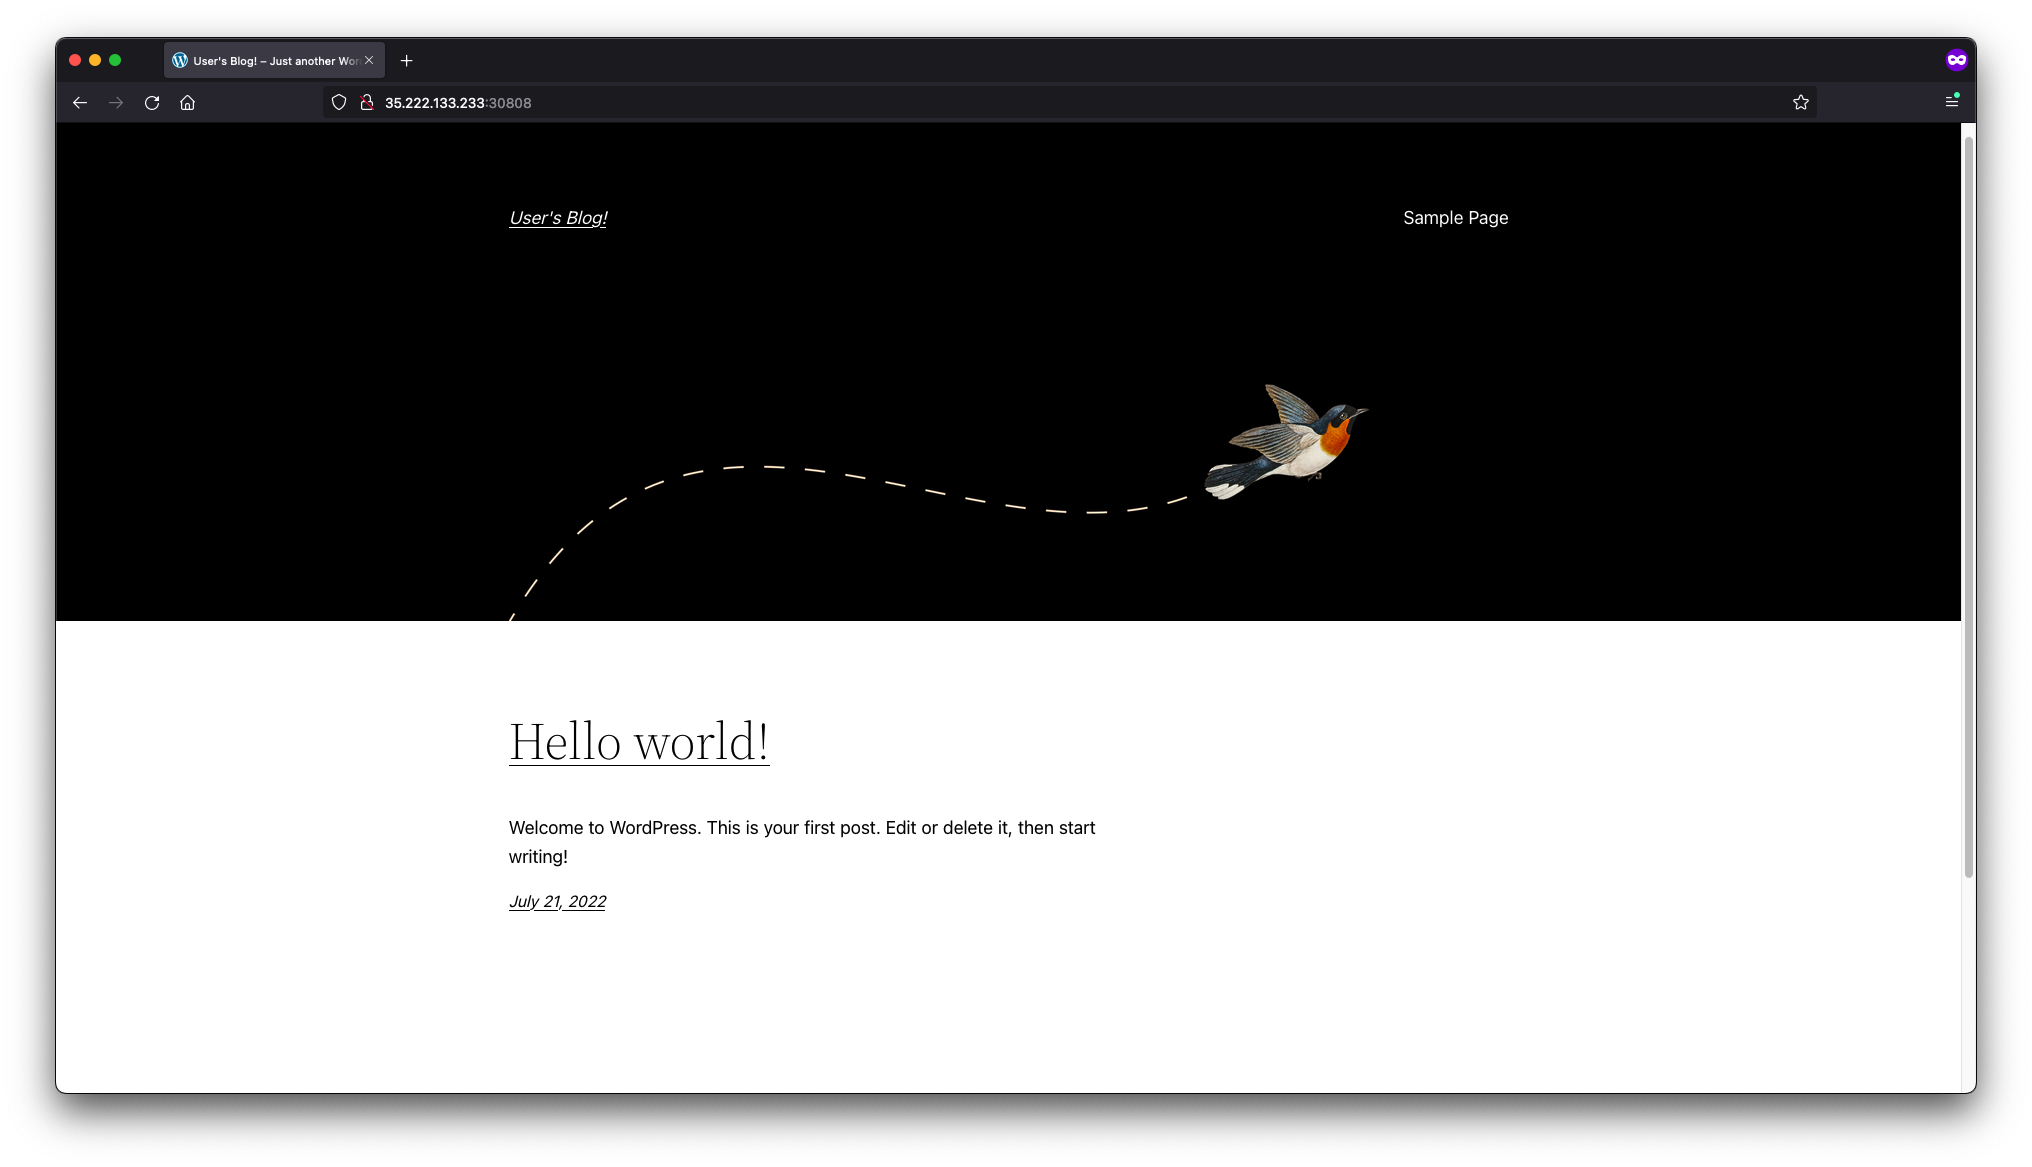 User's Blog! – Just another Wor
35.222.133.233:30808
User's Blog!
Sample Page
Hello world!
Welcome to WordPress. This is your first post. Edit or delete it, then start
writing!
July 21, 2022